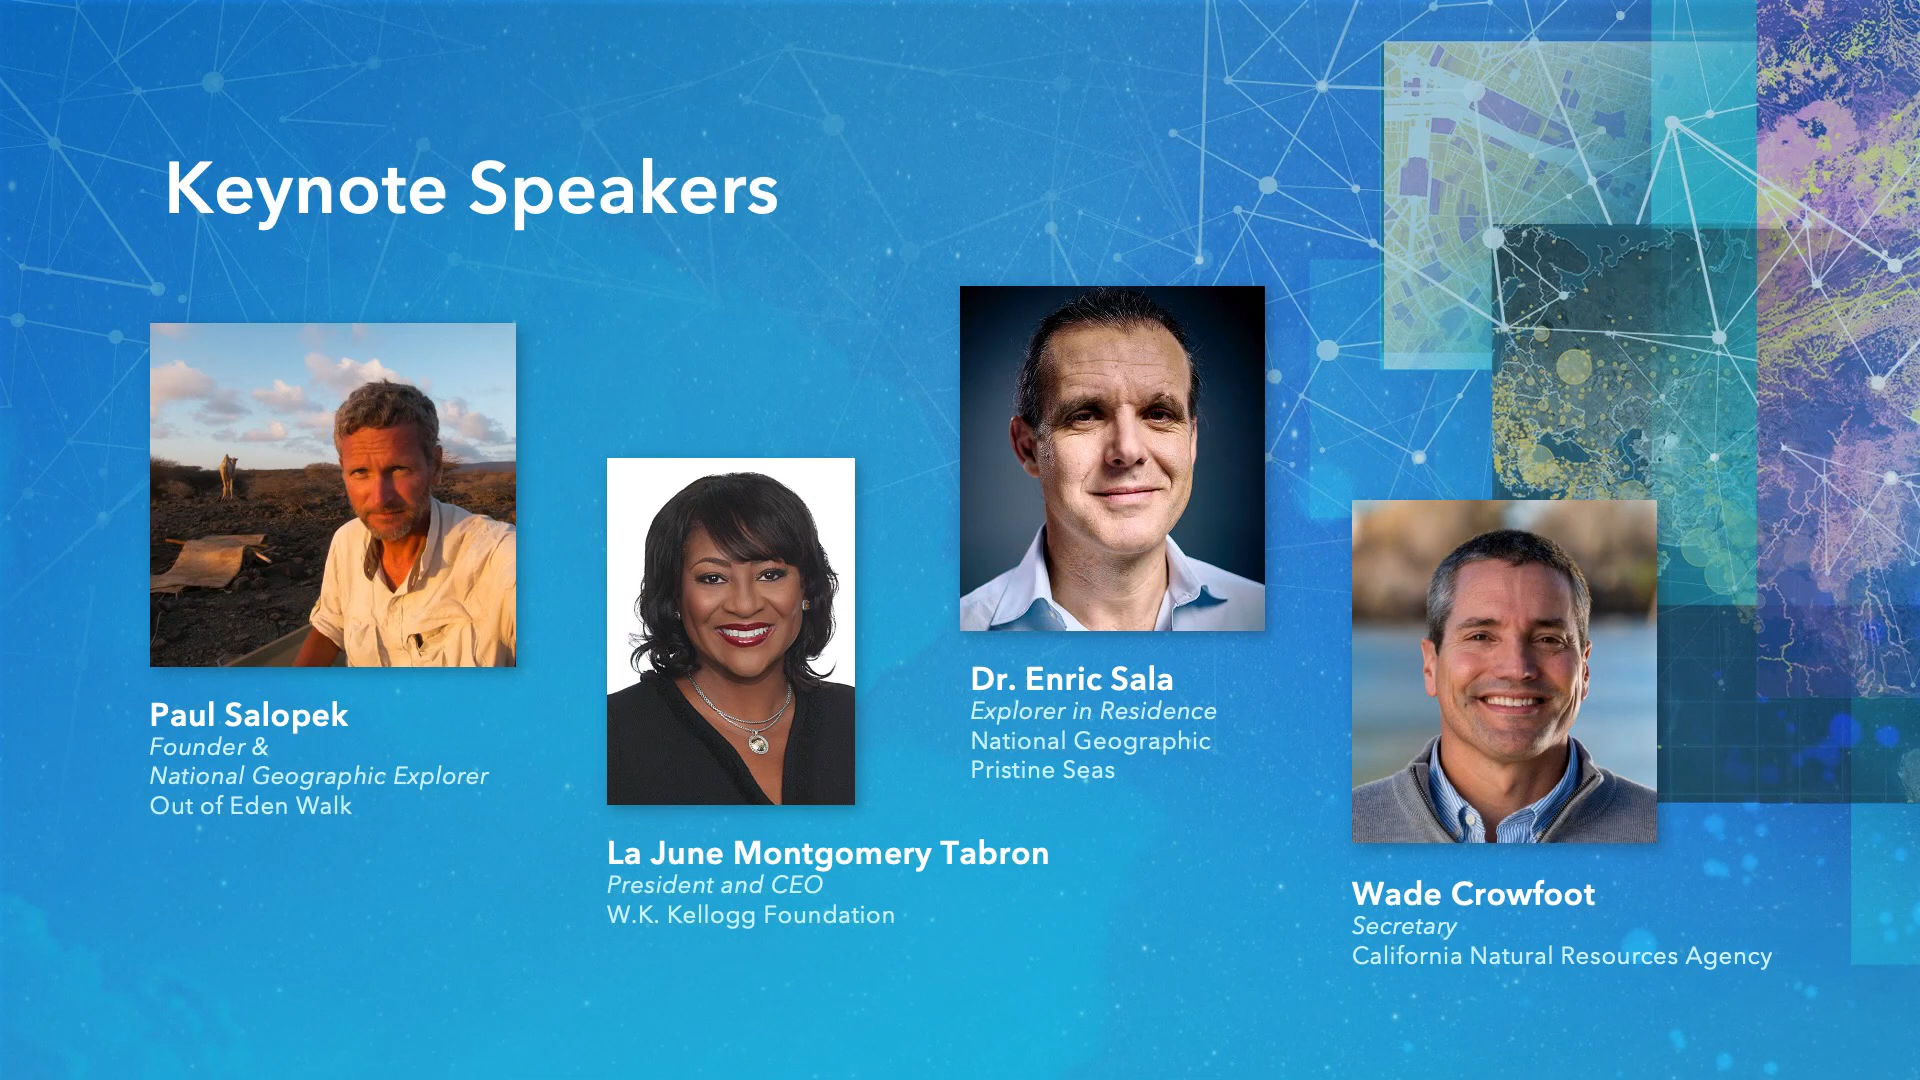 Keynote Speakers
Paul Salopek
Founder &
National Geographic Explorer
Out of Eden Walk
La June Montgomery Tabron
President and CEO
W.K. Kellogg Foundation
Dr. Enric Sala
Explorer in Residence
National Geographic
Pristine Seas
Wade Crowfoot
Secretary
California Natural Resources Agency